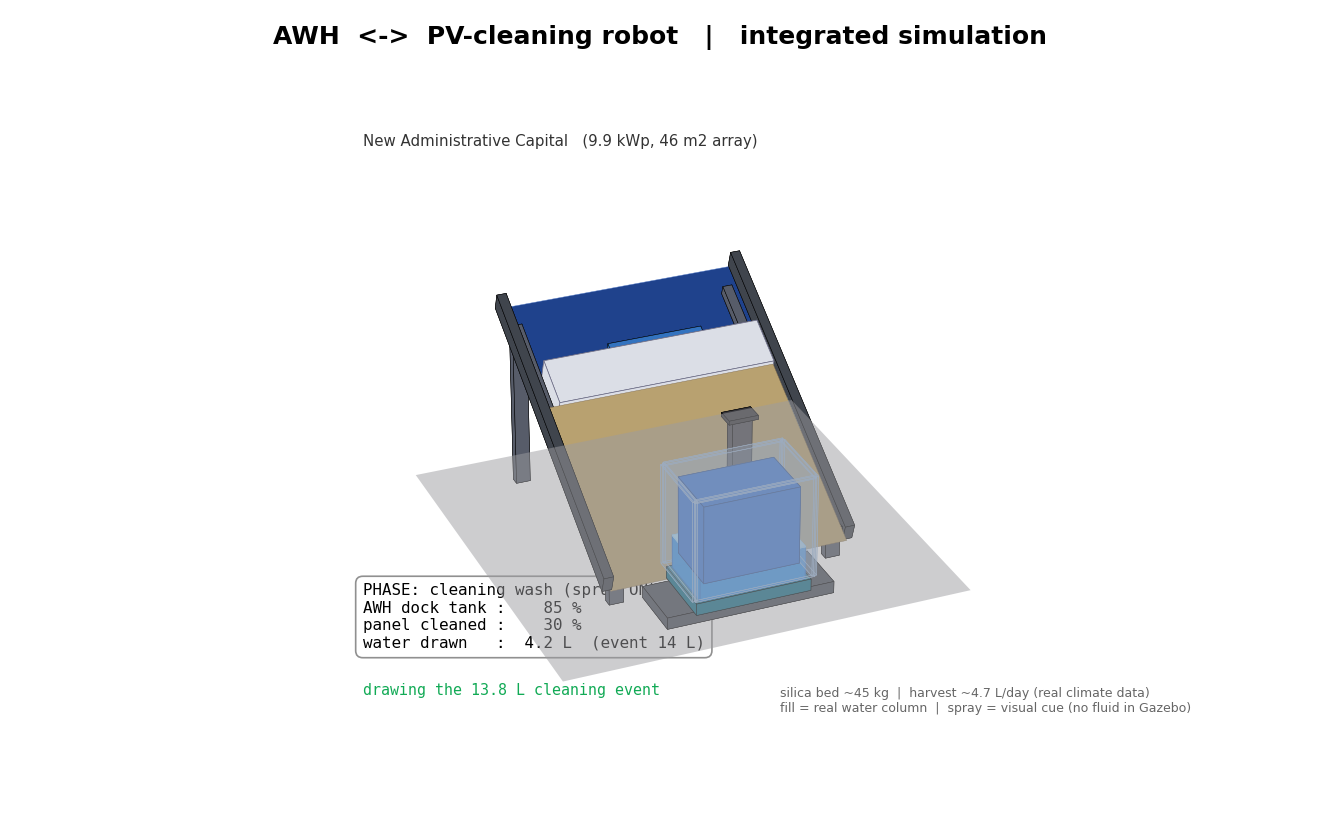 AWH <-> PV-cleaning robot | integrated simulation
New Administrative Capital (9.9 kWp, 46 m2 array)
PHASE: cleaning wash (spray ON)
AWH dock tank : 85 %
panel cleaned : 30 %
water drawn : 4.2 L (event 14 L)
drawing the 13.8 L cleaning event
silica bed ~45 kg | harvest ~4.7 L/day (real climate data)
fill = real water column | spray = visual cue (no fluid in Gazebo)